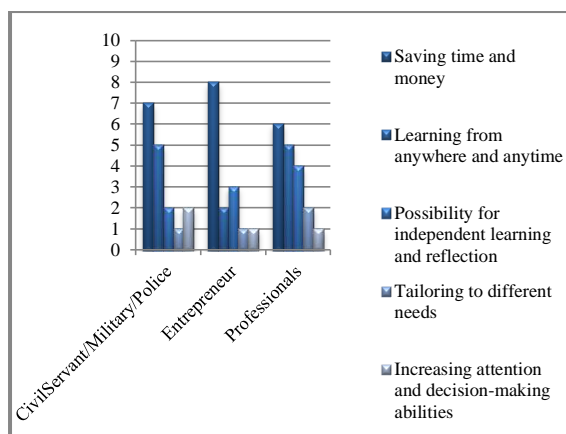 10
9
8
7
6
5
4
3
2
1
0
CivilServant/Military/Police
Entrepreneur
Professionals
Saving time and
money
Learning from
anywhere and anytime
Possibility for
independent learning
and reflection
Tailoring to different
needs
Increasing attention
and decision-making
abilities